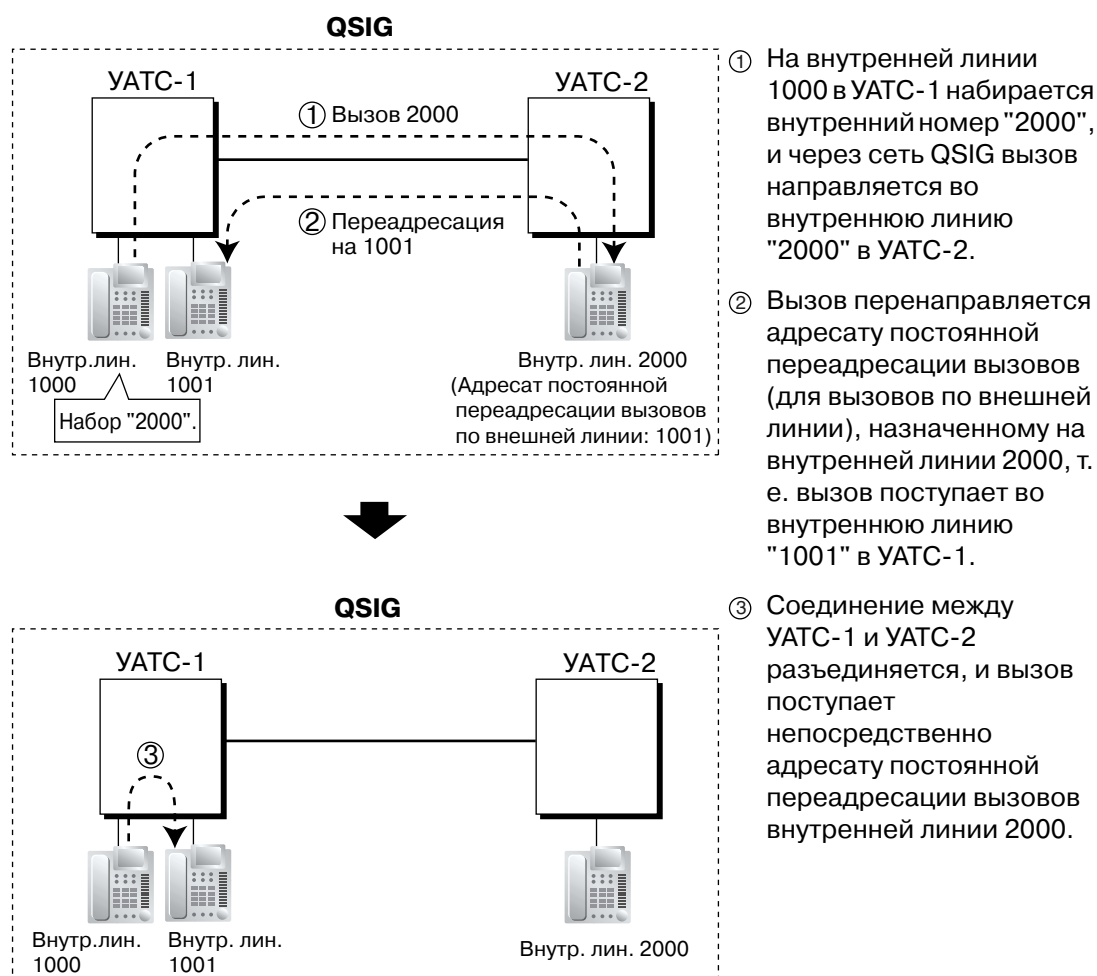 QSIG
УАТС-1
УАТС-2
① Вызов 2000
② Переадресация
на 1001
Внутр.лин.
1000
Внутр. лин.
1001
Набор "2000".
Внутр. лин. 2000
(Адресат постоянной
переадресации вызовов
по внешней линии: 1001)
① На внутренней линии
1000 в УАТС-1 набирается
внутренний номер "2000",
и через сеть QSIG вызов
направляется во
внутреннюю линию
"2000" в УАТС-2.
② Вызов перенаправляется
адресату постоянной
переадресации вызовов
(для вызовов по внешней
линии), назначенному на
внутренней линии 2000, т.
е. вызов поступает во
внутреннюю линию
"1001" в УАТС-1.
QSIG
УАТС-1
УАТС-2
③
Внутр.лин.
1000
Внутр. лин.
1001
Внутр. лин. 2000
③ Соединение между
УАТС-1 и УАТС-2
разъединяется, и вызов
поступает
непосредственно
адресату постоянной
переадресации вызовов
внутренней линии 2000.